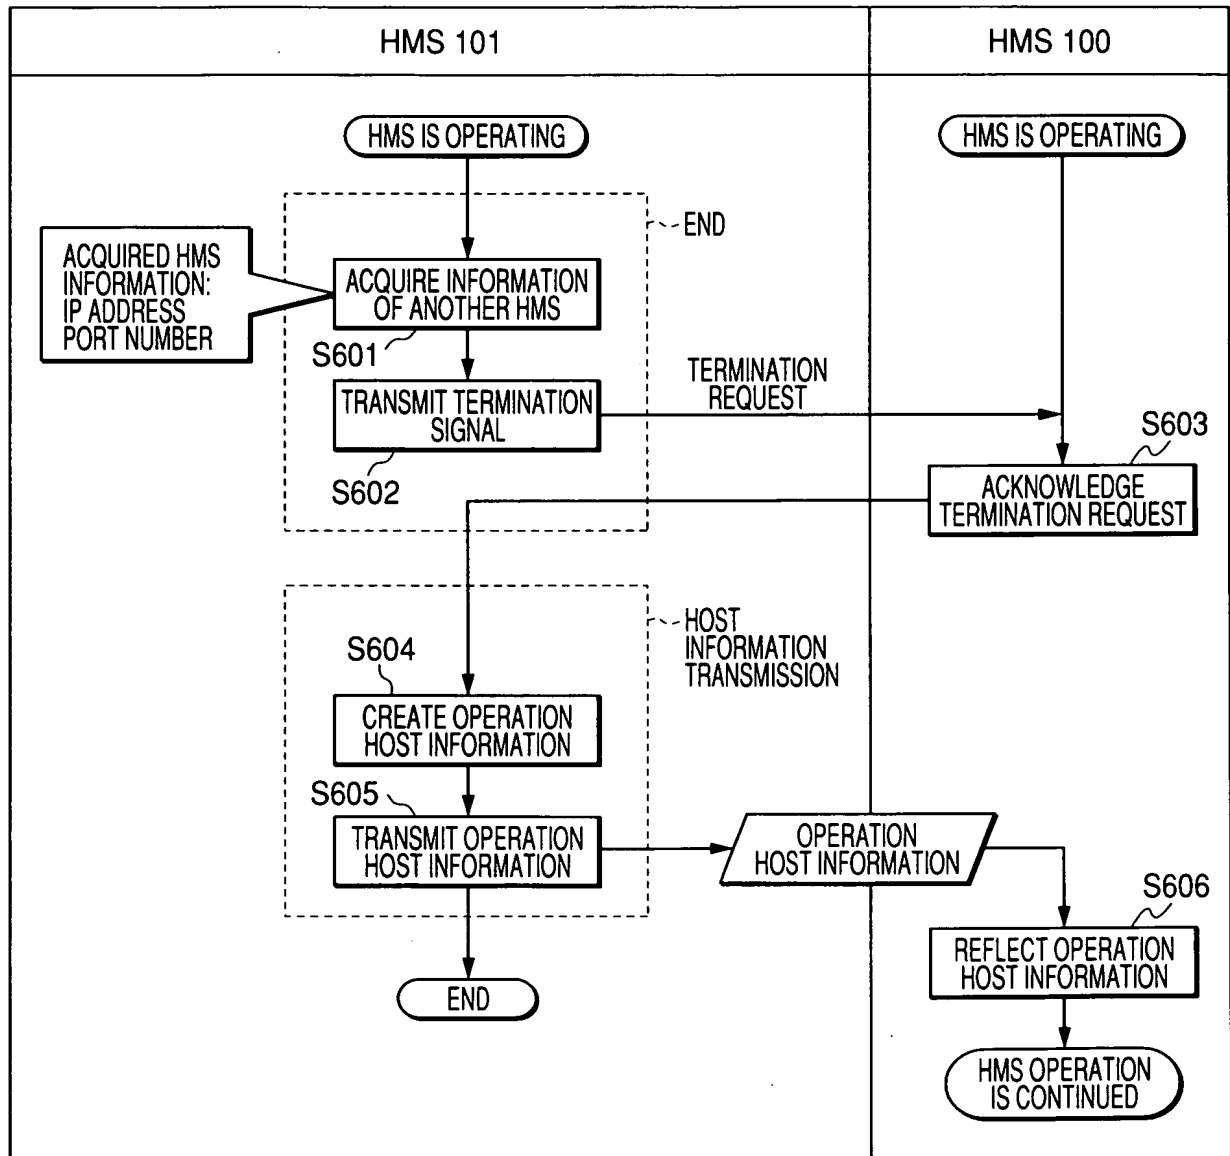 HMS 101
HMS 100
HMS IS OPERATING
HMS IS OPERATING
END
ACQUIRED HMS
INFORMATION:
IP ADDRESS
PORT NUMBER
ACQUIRE INFORMATION
OF ANOTHER HMS
S601
TRANSMIT TERMINATION
SIGNAL
S602
TERMINATION
REQUEST
S603
ACKNOWLEDGE
TERMINATION REQUEST
HOST
INFORMATION
TRANSMISSION
S604
CREATE OPERATION
HOST INFORMATION
S605
TRANSMIT OPERATION
HOST INFORMATION
OPERATION
HOST INFORMATION
S606
REFLECT OPERATION
HOST INFORMATION
END
HMS OPERATION
IS CONTINUED